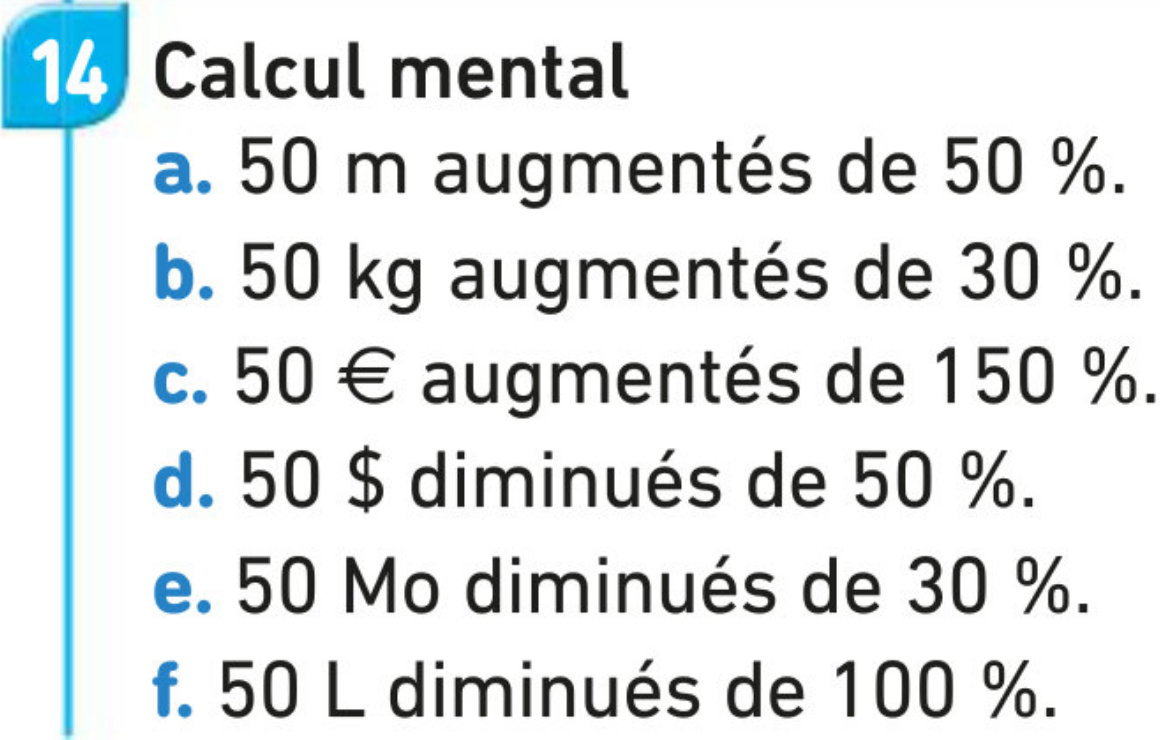 14 Calcul mental
a. 50 m augmentés de 50 %.
b. 50 kg augmentés de 30 %.
c. 50 € augmentés de 150 %.
d. 50 $ diminués de 50 %.
e. 50 Mo diminués de 30 %.
f. 50 L diminués de 100 %.